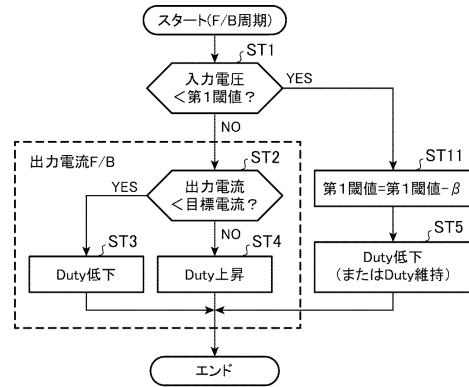 スタート(F/B周期)
ST1
入力電圧
<第1閾値?
YES
NO
出力電流F/B
ST2
出力電流
<目標電流?
YES
NO
ST11
第1閾値=第1閾値-β
ST3
Duty低下
ST4
Duty上昇
ST5
Duty低下
(またはDuty維持)
エンド